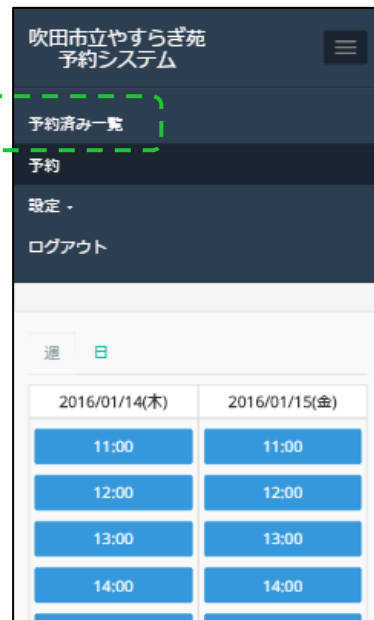 吹田市立やすらぎ苑
予約システム
予約済み一覧
予約
設定
ログアウト
週 日
2016/01/14(木) 2016/01/15(金)
11:00 11:00
12:00 12:00
13:00 13:00
14:00 14:00